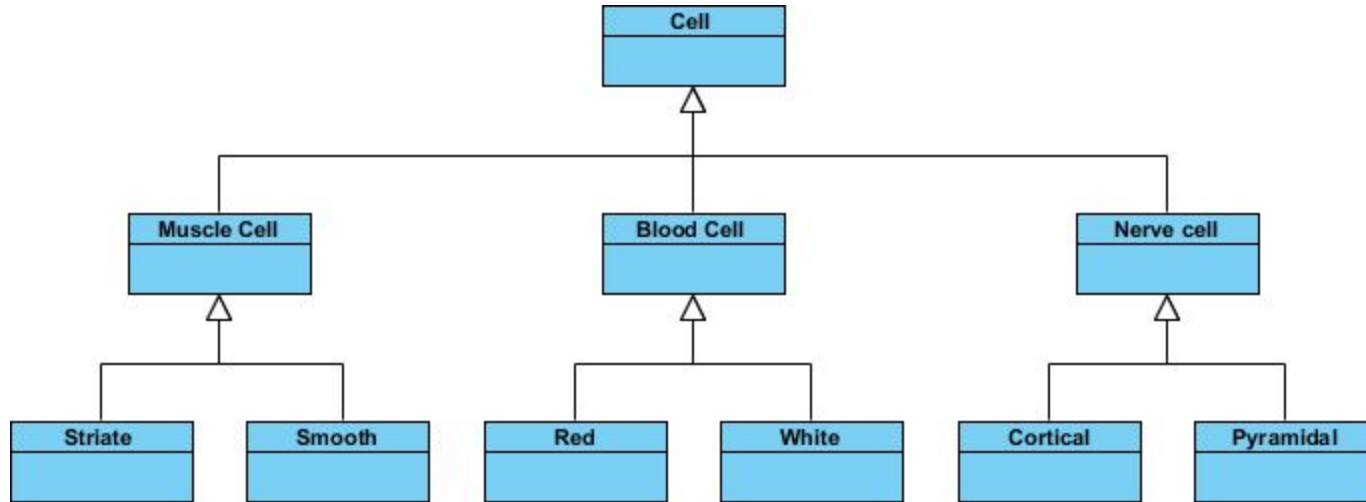 Cell
Muscle Cell
Blood Cell
Nerve cell
Striate
Smooth
Red
White
Cortical
Pyramidal